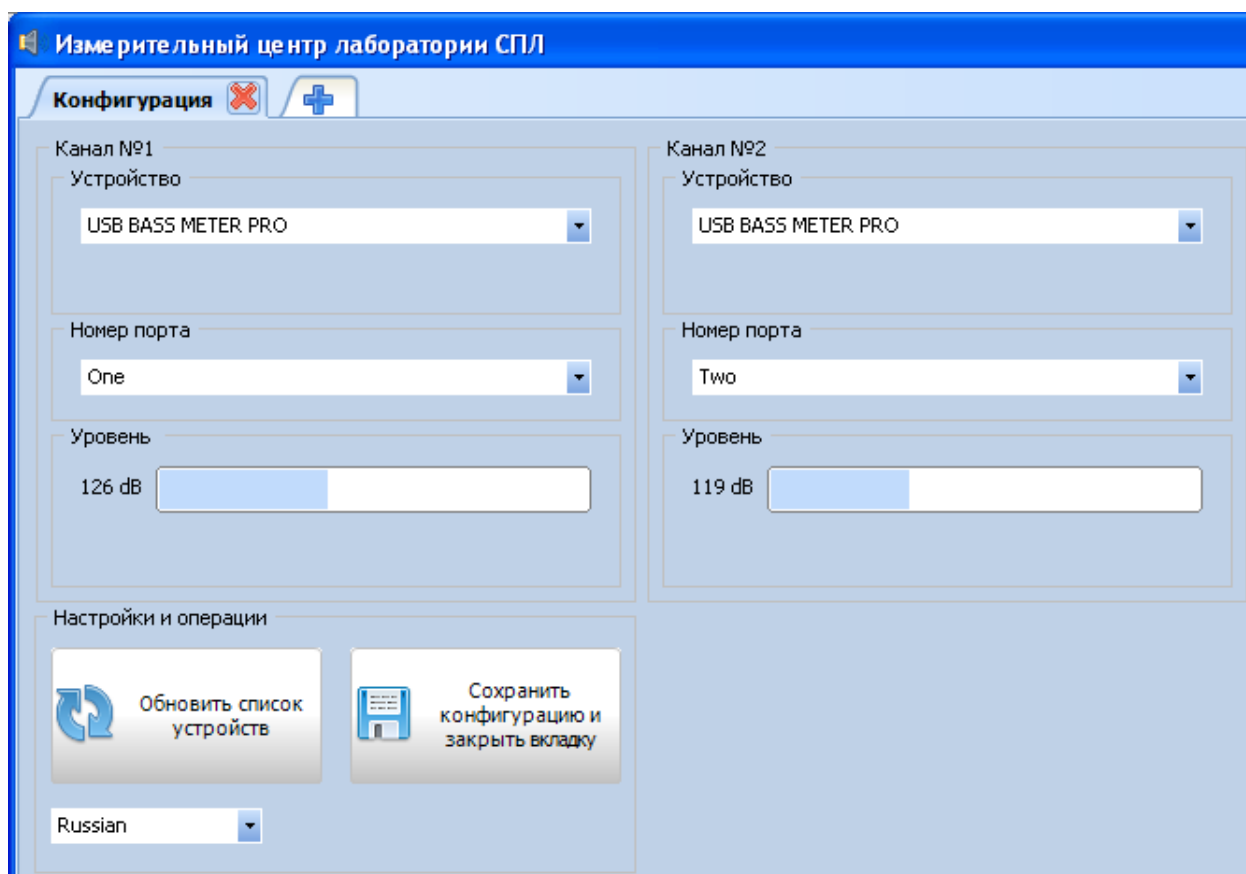 Измерительный центр лаборатории СПЛ
Конфигурация
Канал №1
Устройство
USB BASS METER PRO
Номер порта
One
Уровень
126 dB
Канал №2
Устройство
USB BASS METER PRO
Номер порта
Two
Уровень
119 dB
Настройки и операции
Обновить список
устройств
Сохранить
конфигурацию и
закрыть вкладку
Russian